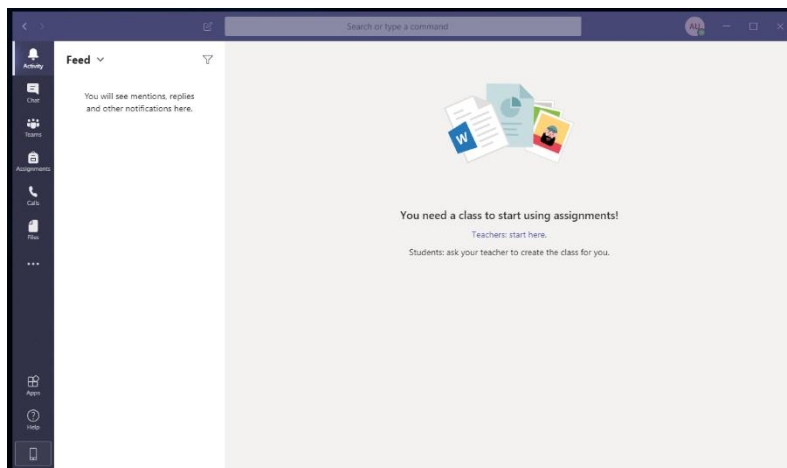 Search or type a command
AU
Activity
Feed
You will see mentions, replies
and other notifications here.
Chat
Teams
Assignments
Calls
Files
W
You need a class to start using assignments!
Teachers: start here.
Students: ask your teacher to create the class for you.
Apps
Help